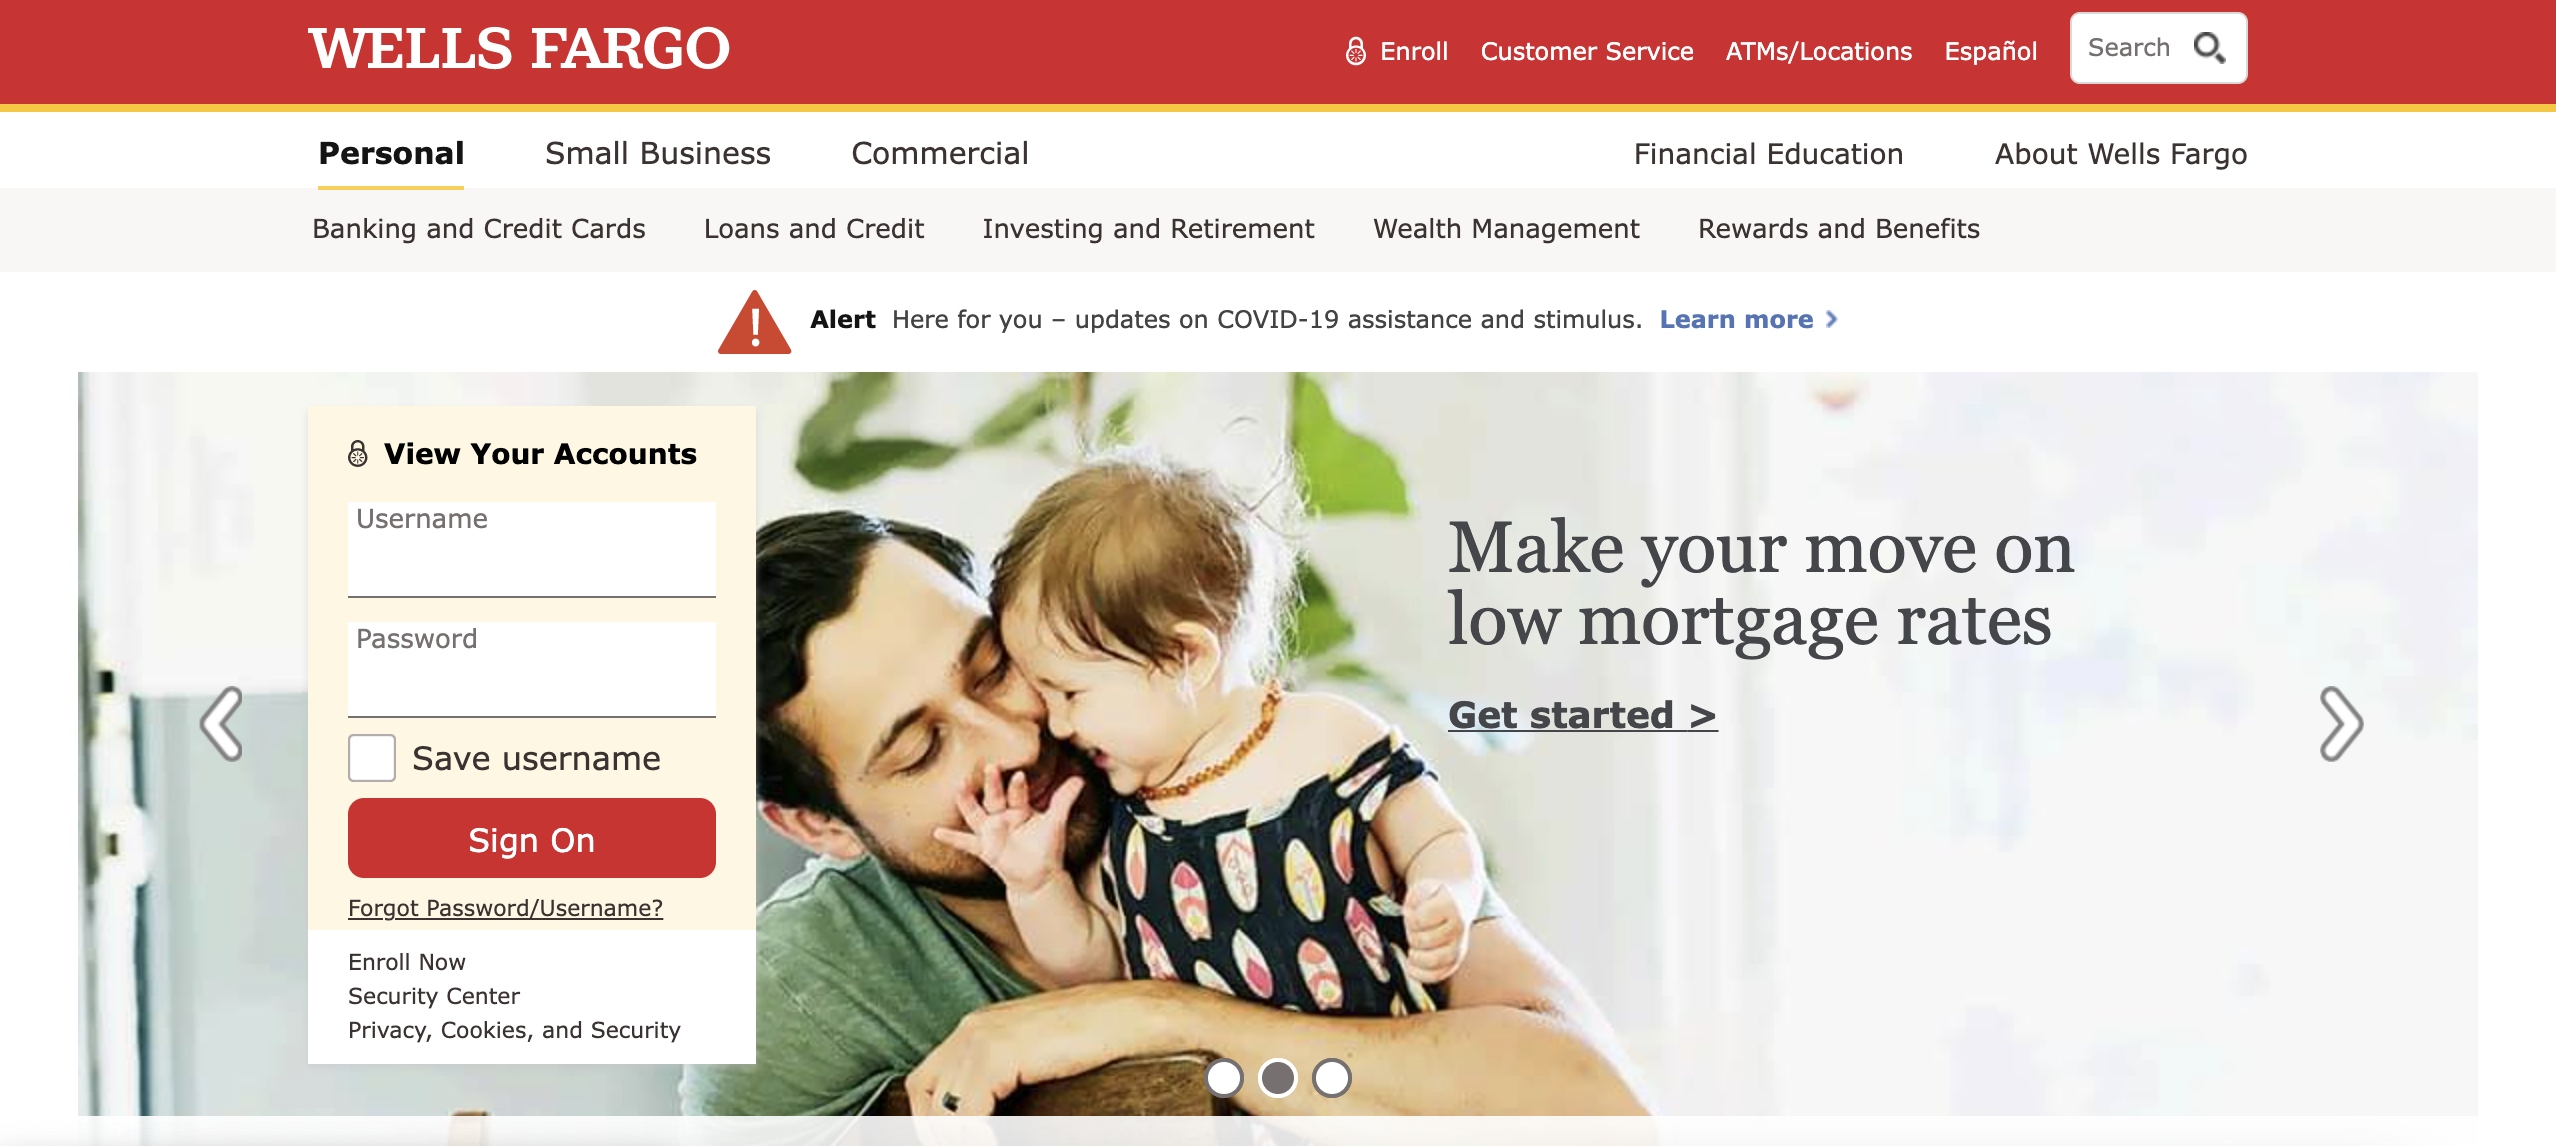 WELLS FARGO
Enroll Customer Service ATMs/Locations Español Search
Personal Small Business Commercial Financial Education About Wells Fargo
Banking and Credit Cards Loans and Credit Investing and Retirement Wealth Management Rewards and Benefits
Alert Here for you – updates on COVID-19 assistance and stimulus. Learn more
View Your Accounts
Username
Password
Save username
Sign On
Forgot Password/Username?
Enroll Now
Security Center
Privacy, Cookies, and Security
Make your move on
low mortgage rates
Get started >